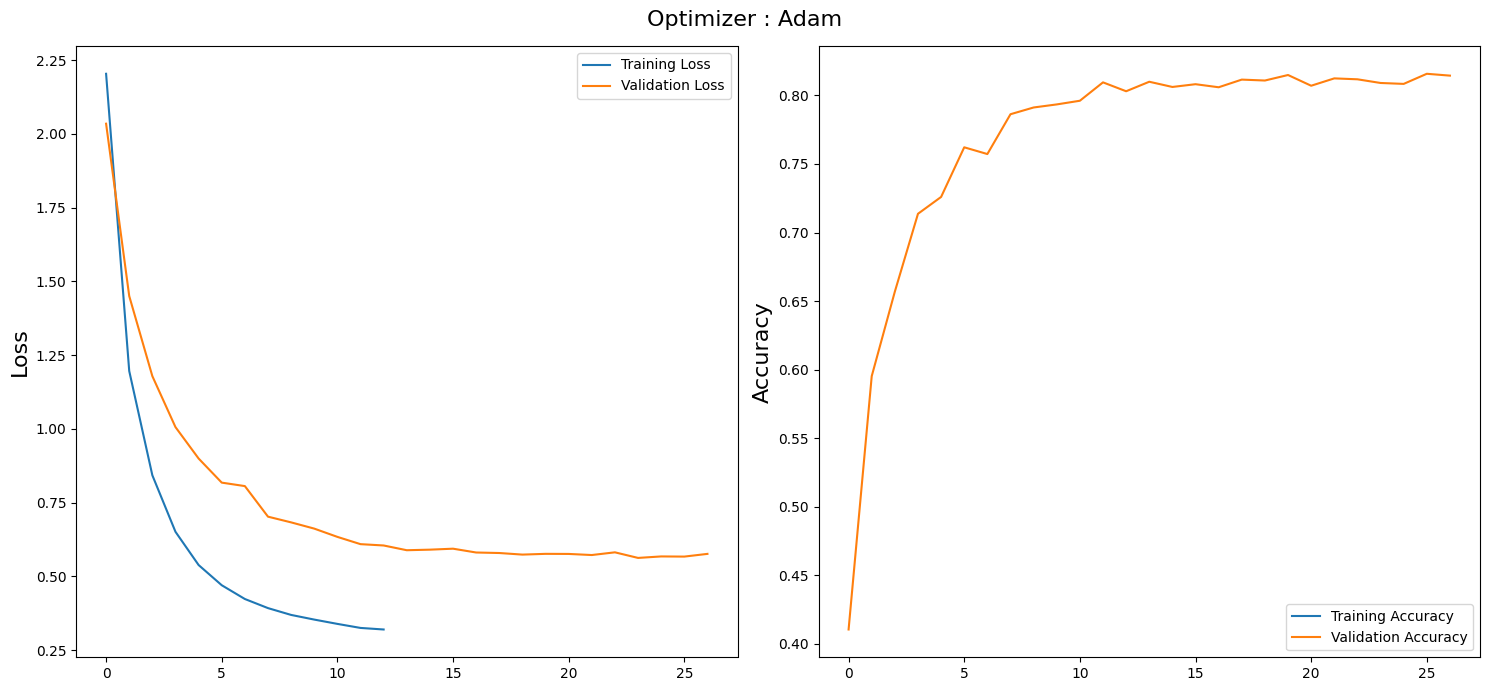 Optimizer : Adam
Loss
2.25
2.00
1.75
1.50
1.25
1.00
0.75
0.50
0.25
0 5 10 15 20 25
Training Loss
Validation Loss
Accuracy
0.80
0.75
0.70
0.65
0.60
0.55
0.50
0.45
0.40
0 5 10 15 20 25
Training Accuracy
Validation Accuracy